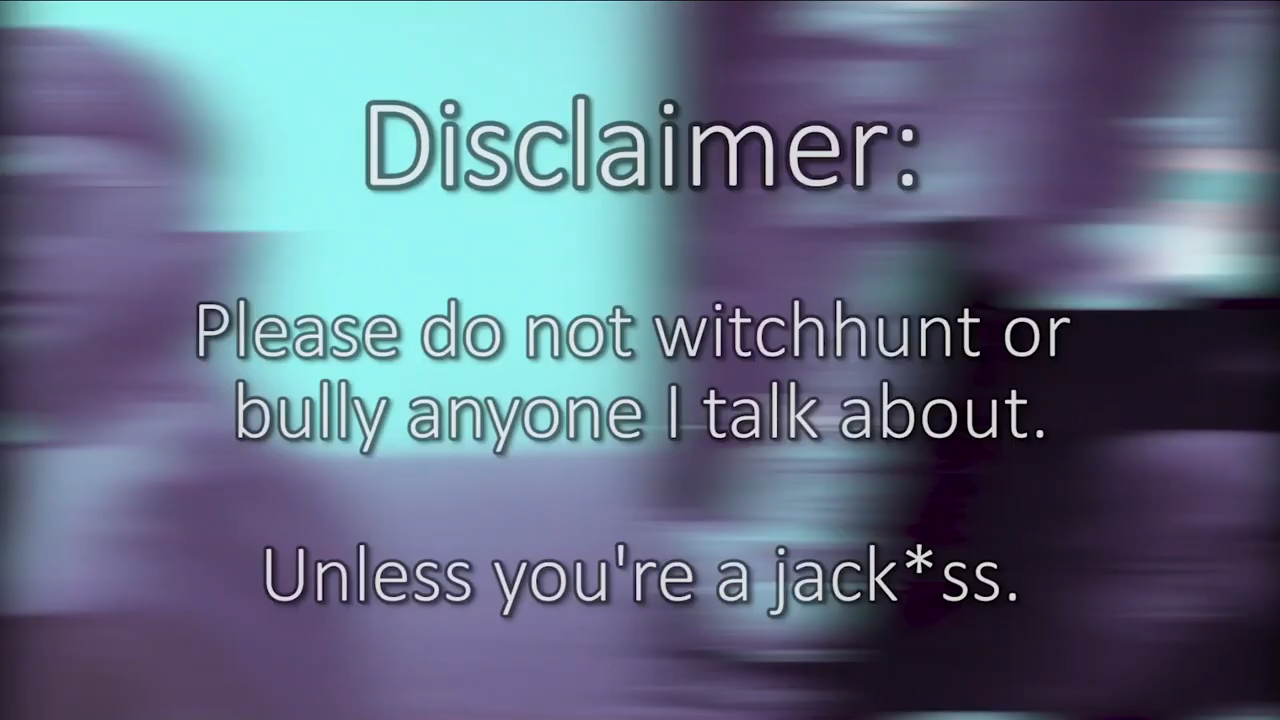 Disclaimer:
Please do not witchhunt or
bully anyone I talk about.
Unless you're a jack*ss.